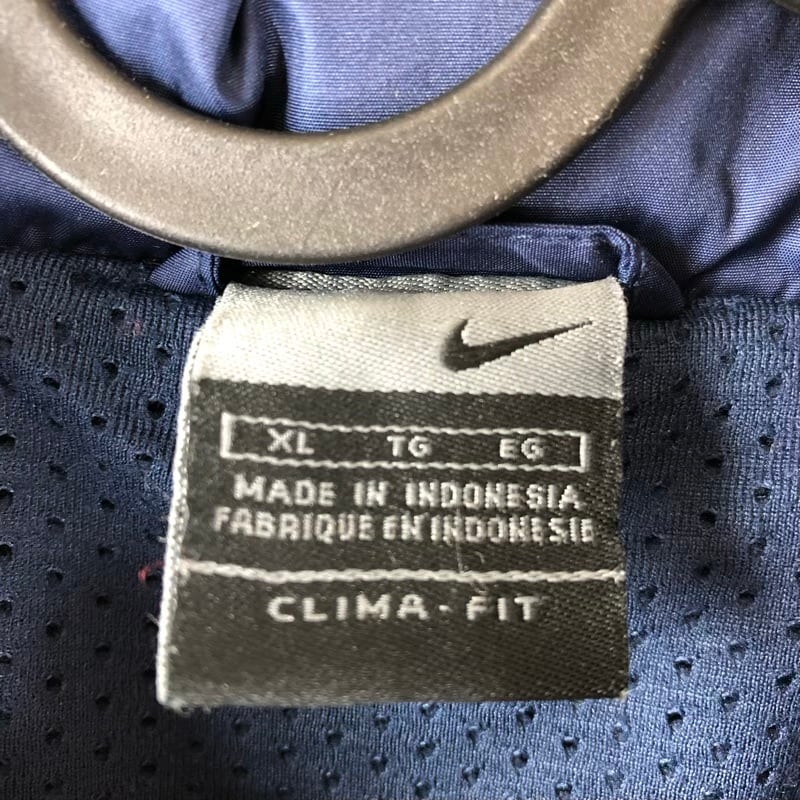 XL TG EG
MADE IN INDONESIA
FABRIQUE EN INDONESIE
CLIMA-FIT